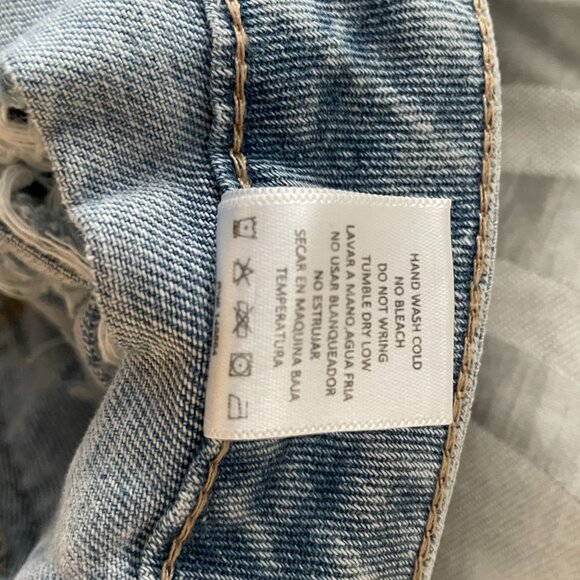 HAND WASH COLD
NO BLEACH
DO NOT WRING
TUMBLE DRY LOW
LAVAR A MANO,AGUA FRIA
NO USAR BLANQUEADOR
NO ESTRUJAR
SECAR EN MAQUINA BAJA
TEMPERATURA